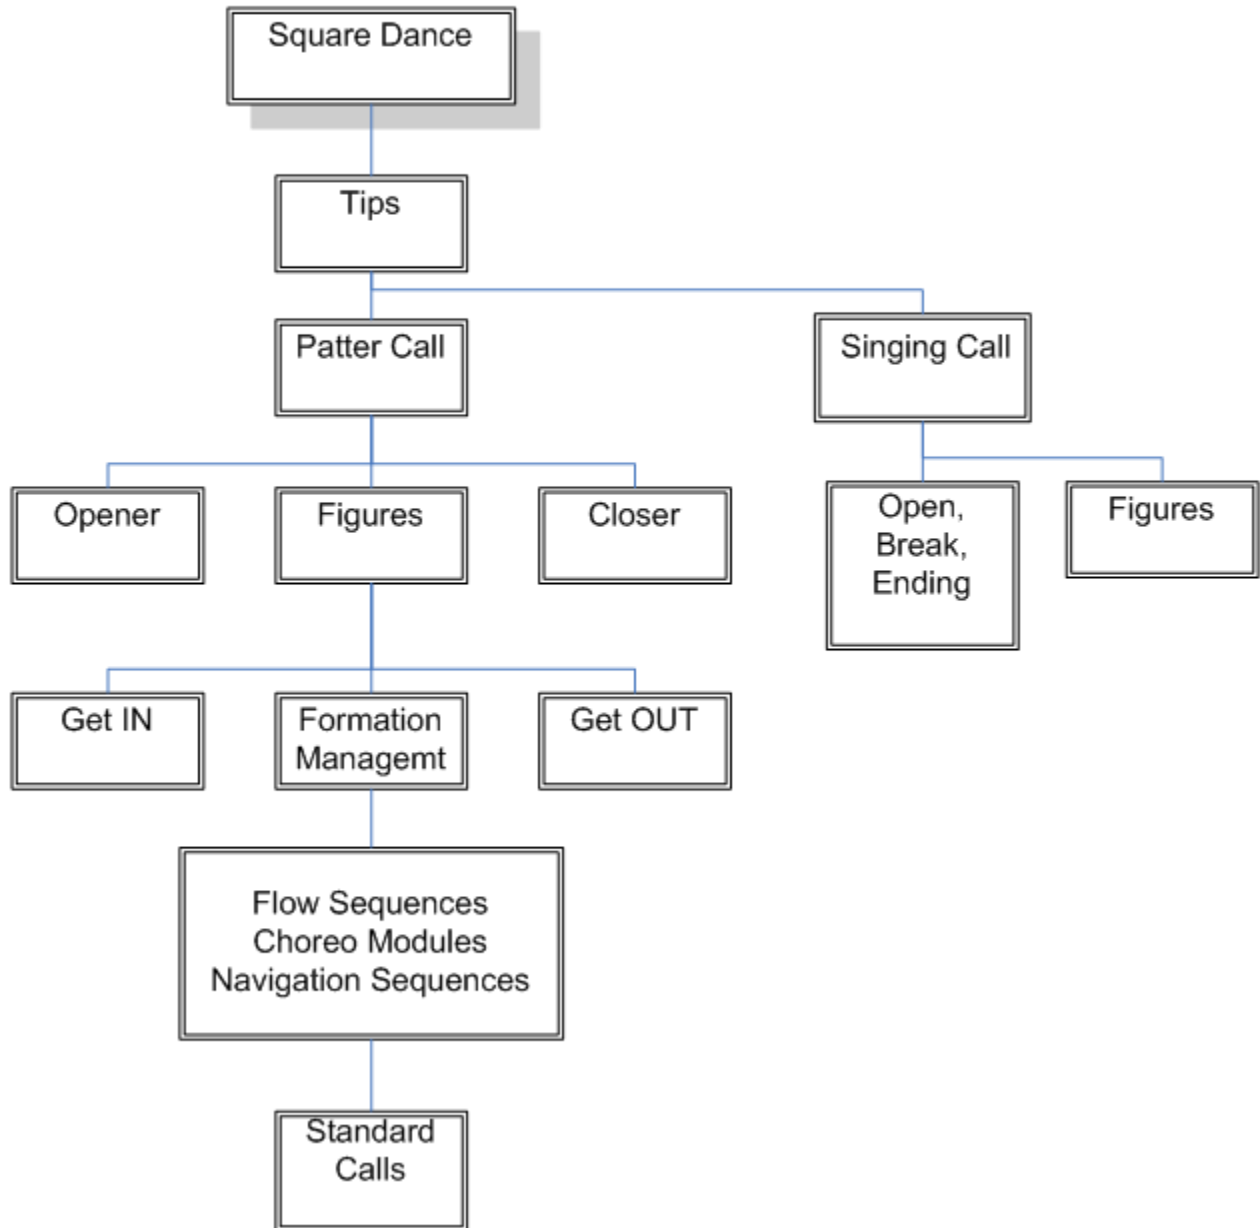 Square Dance
Tips
Patter Call
Singing Call
Opener
Figures
Closer
Open,
Break,
Ending
Figures
Get IN
Formation
Managemt
Get OUT
Flow Sequences
Choreo Modules
Navigation Sequences
Standard
Calls